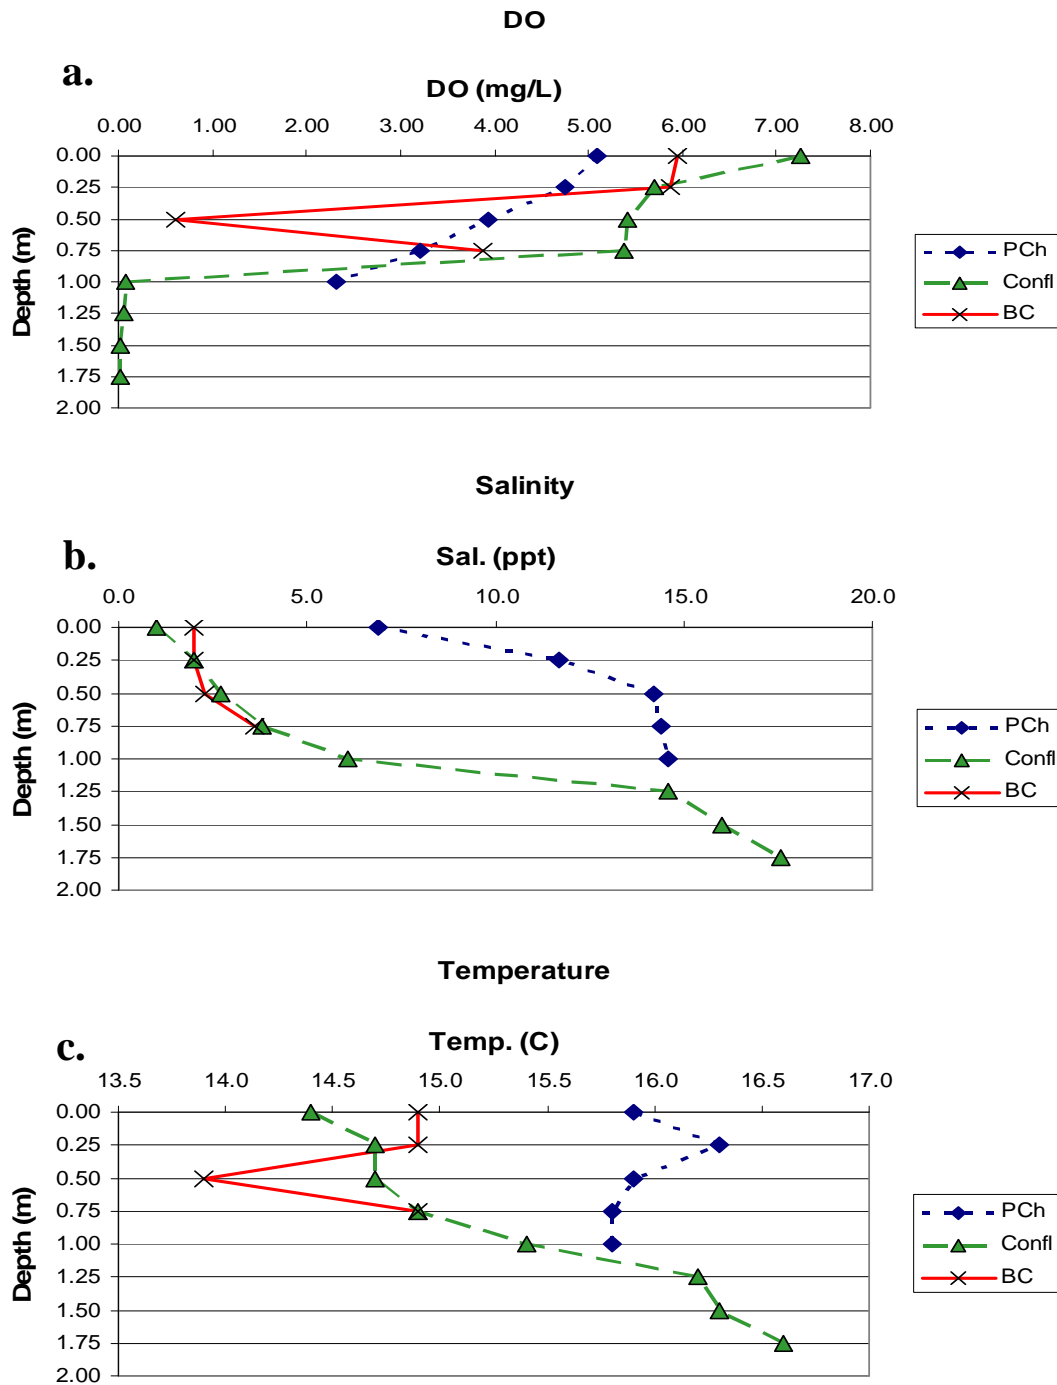 DO
a.
DO (mg/L)
0.00 1.00 2.00 3.00 4.00 5.00 6.00 7.00 8.00
0.00
0.25
0.50
0.75
1.00
1.25
1.50
1.75
2.00
Depth (m)
PCh
Confl
BC
Salinity
b.
Sal. (ppt)
0.0 5.0 10.0 15.0 20.0
0.00
0.25
0.50
0.75
1.00
1.25
1.50
1.75
2.00
Depth (m)
PCh
Confl
BC
Temperature
c.
Temp. (C)
13.5 14.0 14.5 15.0 15.5 16.0 16.5 17.0
0.00
0.25
0.50
0.75
1.00
1.25
1.50
1.75
2.00
Depth (m)
PCh
Confl
BC